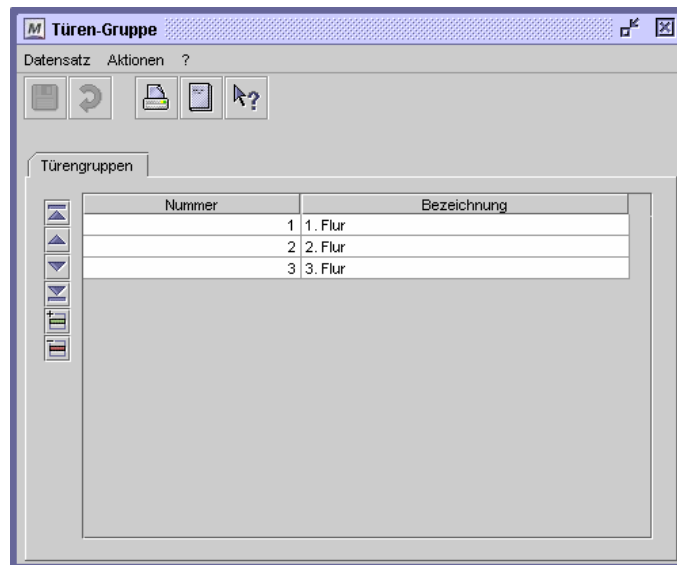 M Türen-Gruppe
Datensatz Aktionen ?
?
Türengruppen
Nummer Bezeichnung
1 1. Flur
2 2. Flur
3 3. Flur